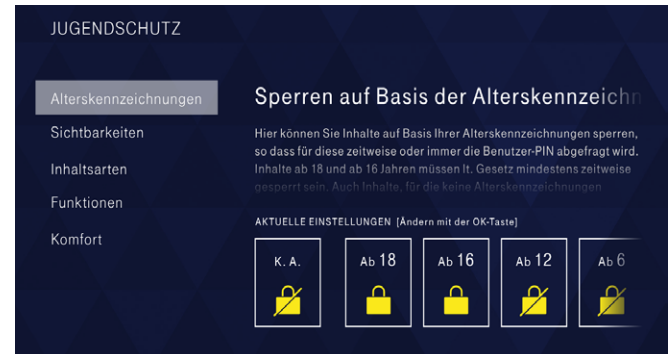 JUGENDSCHUTZ
Alterskennzeichnungen
Sichtbarkeiten
Inhaltsarten
Funktionen
Komfort
Sperren auf Basis der Alterskennzeichn
Hier können Sie Inhalte auf Basis Ihrer Alterskennzeichnungen sperren,
so dass für diese zeitweise oder immer die Benutzer-PIN abgefragt wird.
Inhalte ab 18 und ab 16 Jahren müssen lt. Gesetz mindestens zeitweise
gesperrt sein. Auch Inhalte, für die keine Alterskennzeichnungen
AKTUELLE EINSTELLUNGEN [Ändern mit der OK-Taste]
K. A. Ab 18 Ab 16 Ab 12 Ab 6